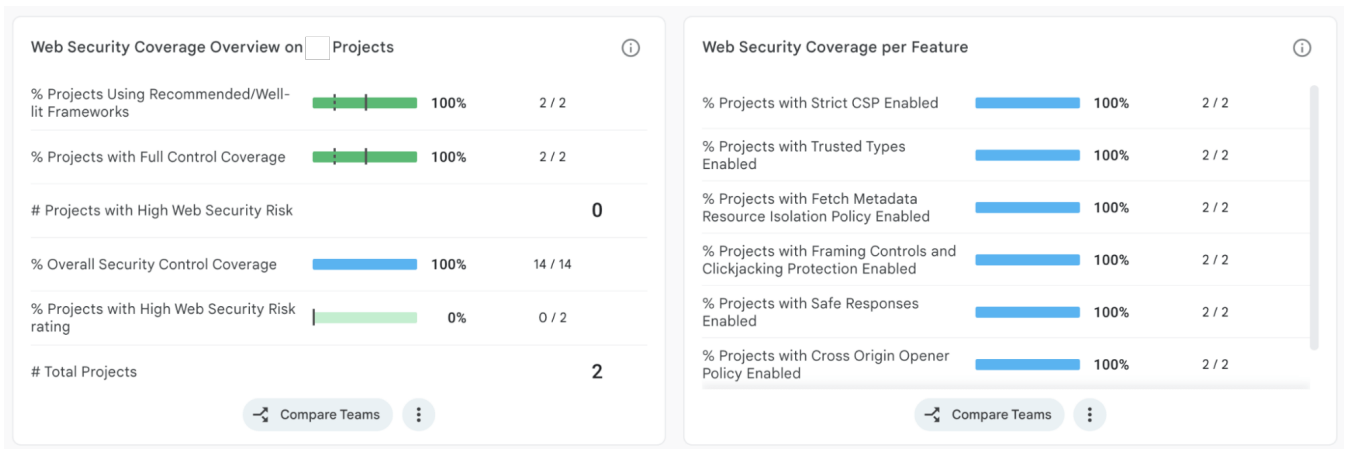 Web Security Coverage Overview on Projects
% Projects Using Recommended/Well-
lit Frameworks
100%
2 / 2
% Projects with Full Control Coverage
100%
2 / 2
# Projects with High Web Security Risk
0
% Overall Security Control Coverage
100%
14 / 14
% Projects with High Web Security Risk
rating
0%
0 / 2
# Total Projects
2
Compare Teams
Web Security Coverage per Feature
% Projects with Strict CSP Enabled
100%
2 / 2
% Projects with Trusted Types
Enabled
100%
2 / 2
% Projects with Fetch Metadata
Resource Isolation Policy Enabled
100%
2 / 2
% Projects with Framing Controls and
Clickjacking Protection Enabled
100%
2 / 2
% Projects with Safe Responses
Enabled
100%
2 / 2
% Projects with Cross Origin Opener
Policy Enabled
100%
2 / 2
Compare Teams